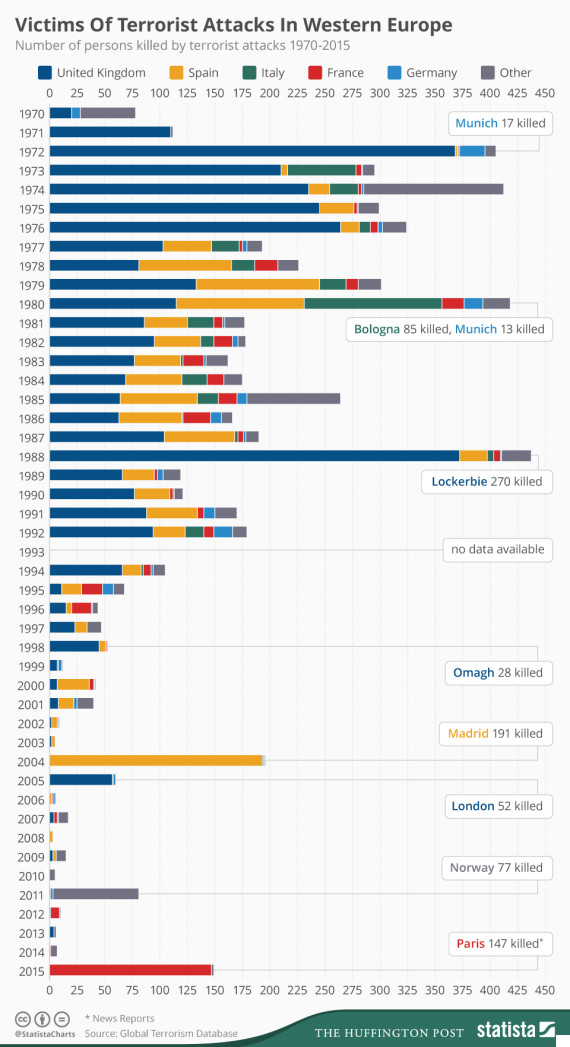 Victims Of Terrorist Attacks In Western Europe
Number of persons killed by terrorist attacks 1970-2015
United Kingdom Spain Italy France Germany Other
0 25 50 75 100 125 150 175 200 225 250 275 300 325 350 375 400 425 450
1970
Munich 17 killed
1971
1972
1973
1974
1975
1976
1977
1978
1979
1980
1981
Bologna 85 killed, Munich 13 killed
1982
1983
1984
1985
1986
1987
1988
1989
Lockerbie 270 killed
1990
1991
1992
1993
no data available
1994
1995
1996
1997
1998
1999
Omagh 28 killed
2000
2001
2002
Madrid 191 killed
2003
2004
2005
2006
London 52 killed
2007
2008
2009
Norway 77 killed
2010
2011
2012
2013
Paris 147 killed*
2014
2015
0 25 50 75 100 125 150 175 200 225 250 275 300 325 350 375 400 425 450
cc
@StatistaCharts
* News Reports
Source: Global Terrorism Database
THE HUFFINGTON POST
statista